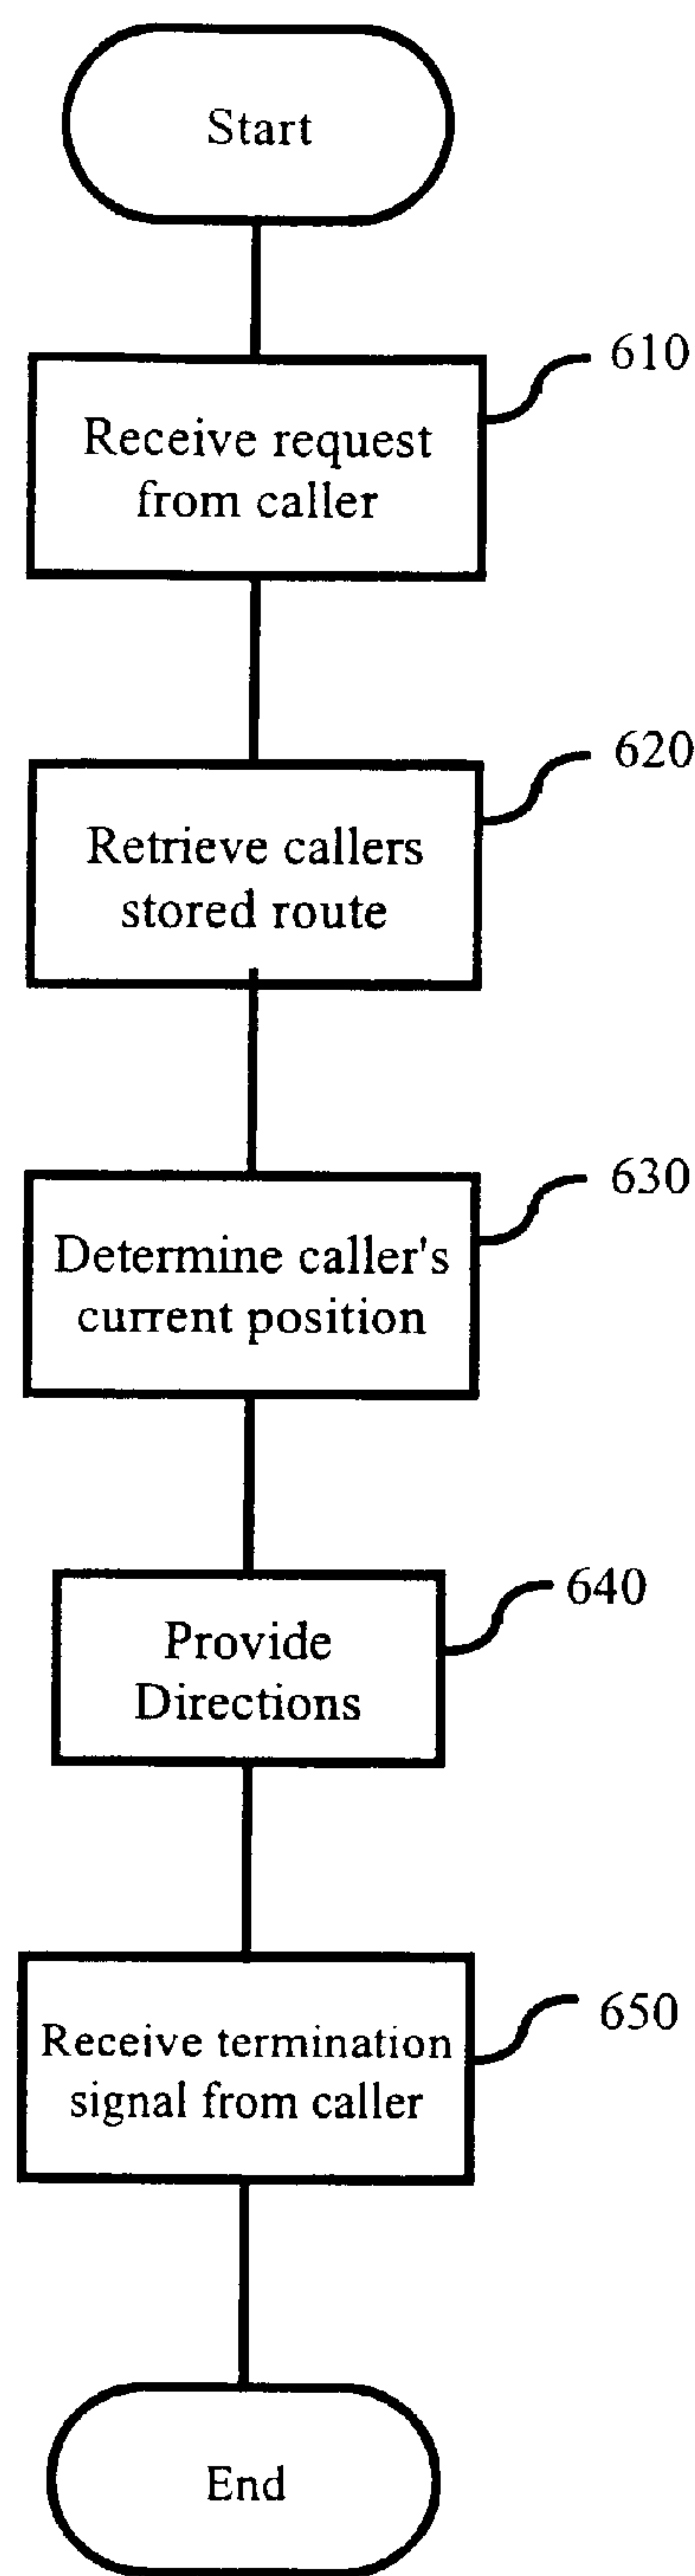 Start
610
Receive request
from caller
620
Retrieve callers
stored route
630
Determine caller's
current position
640
Provide
Directions
650
Receive termination
signal from caller
End